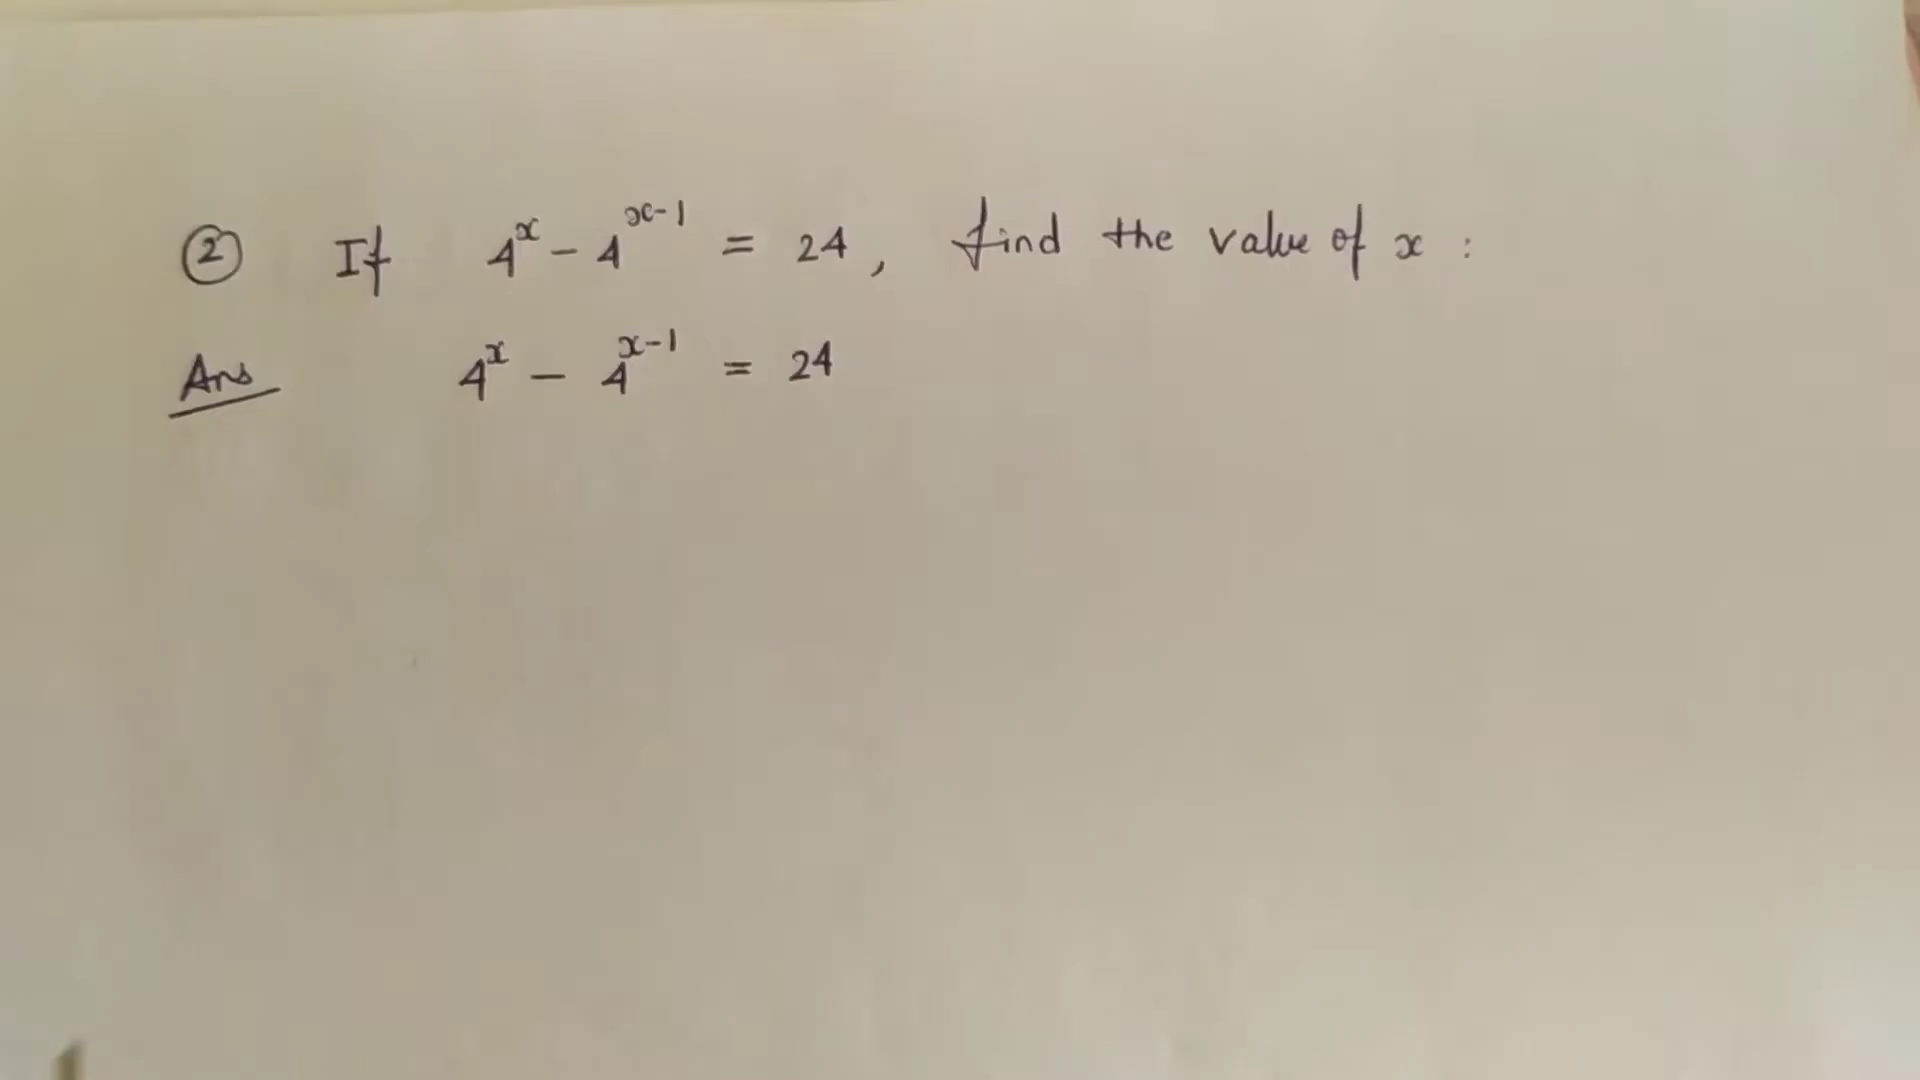 ② If 4^x - 4^{x-1} = 24, find the value of x :
Ans 4^x - 4^{x-1} = 24